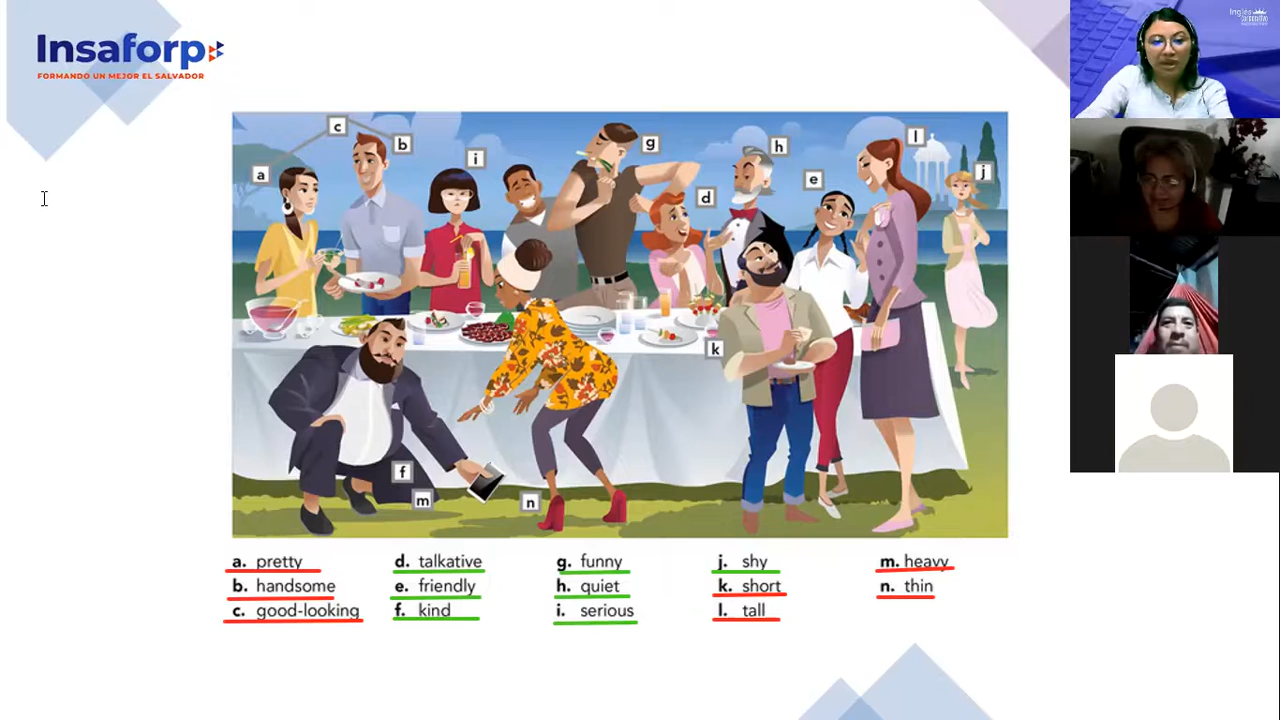 Insaforp
FORMANDO UN MEJOR EL SALVADOR
c
b
a
i
g
h
l
d
e
j
k
f
m
n
a. pretty
b. handsome
c. good-looking
d. talkative
e. friendly
f. kind
g. funny
h. quiet
i. serious
j. shy
k. short
l. tall
m. heavy
n. thin
Inglés